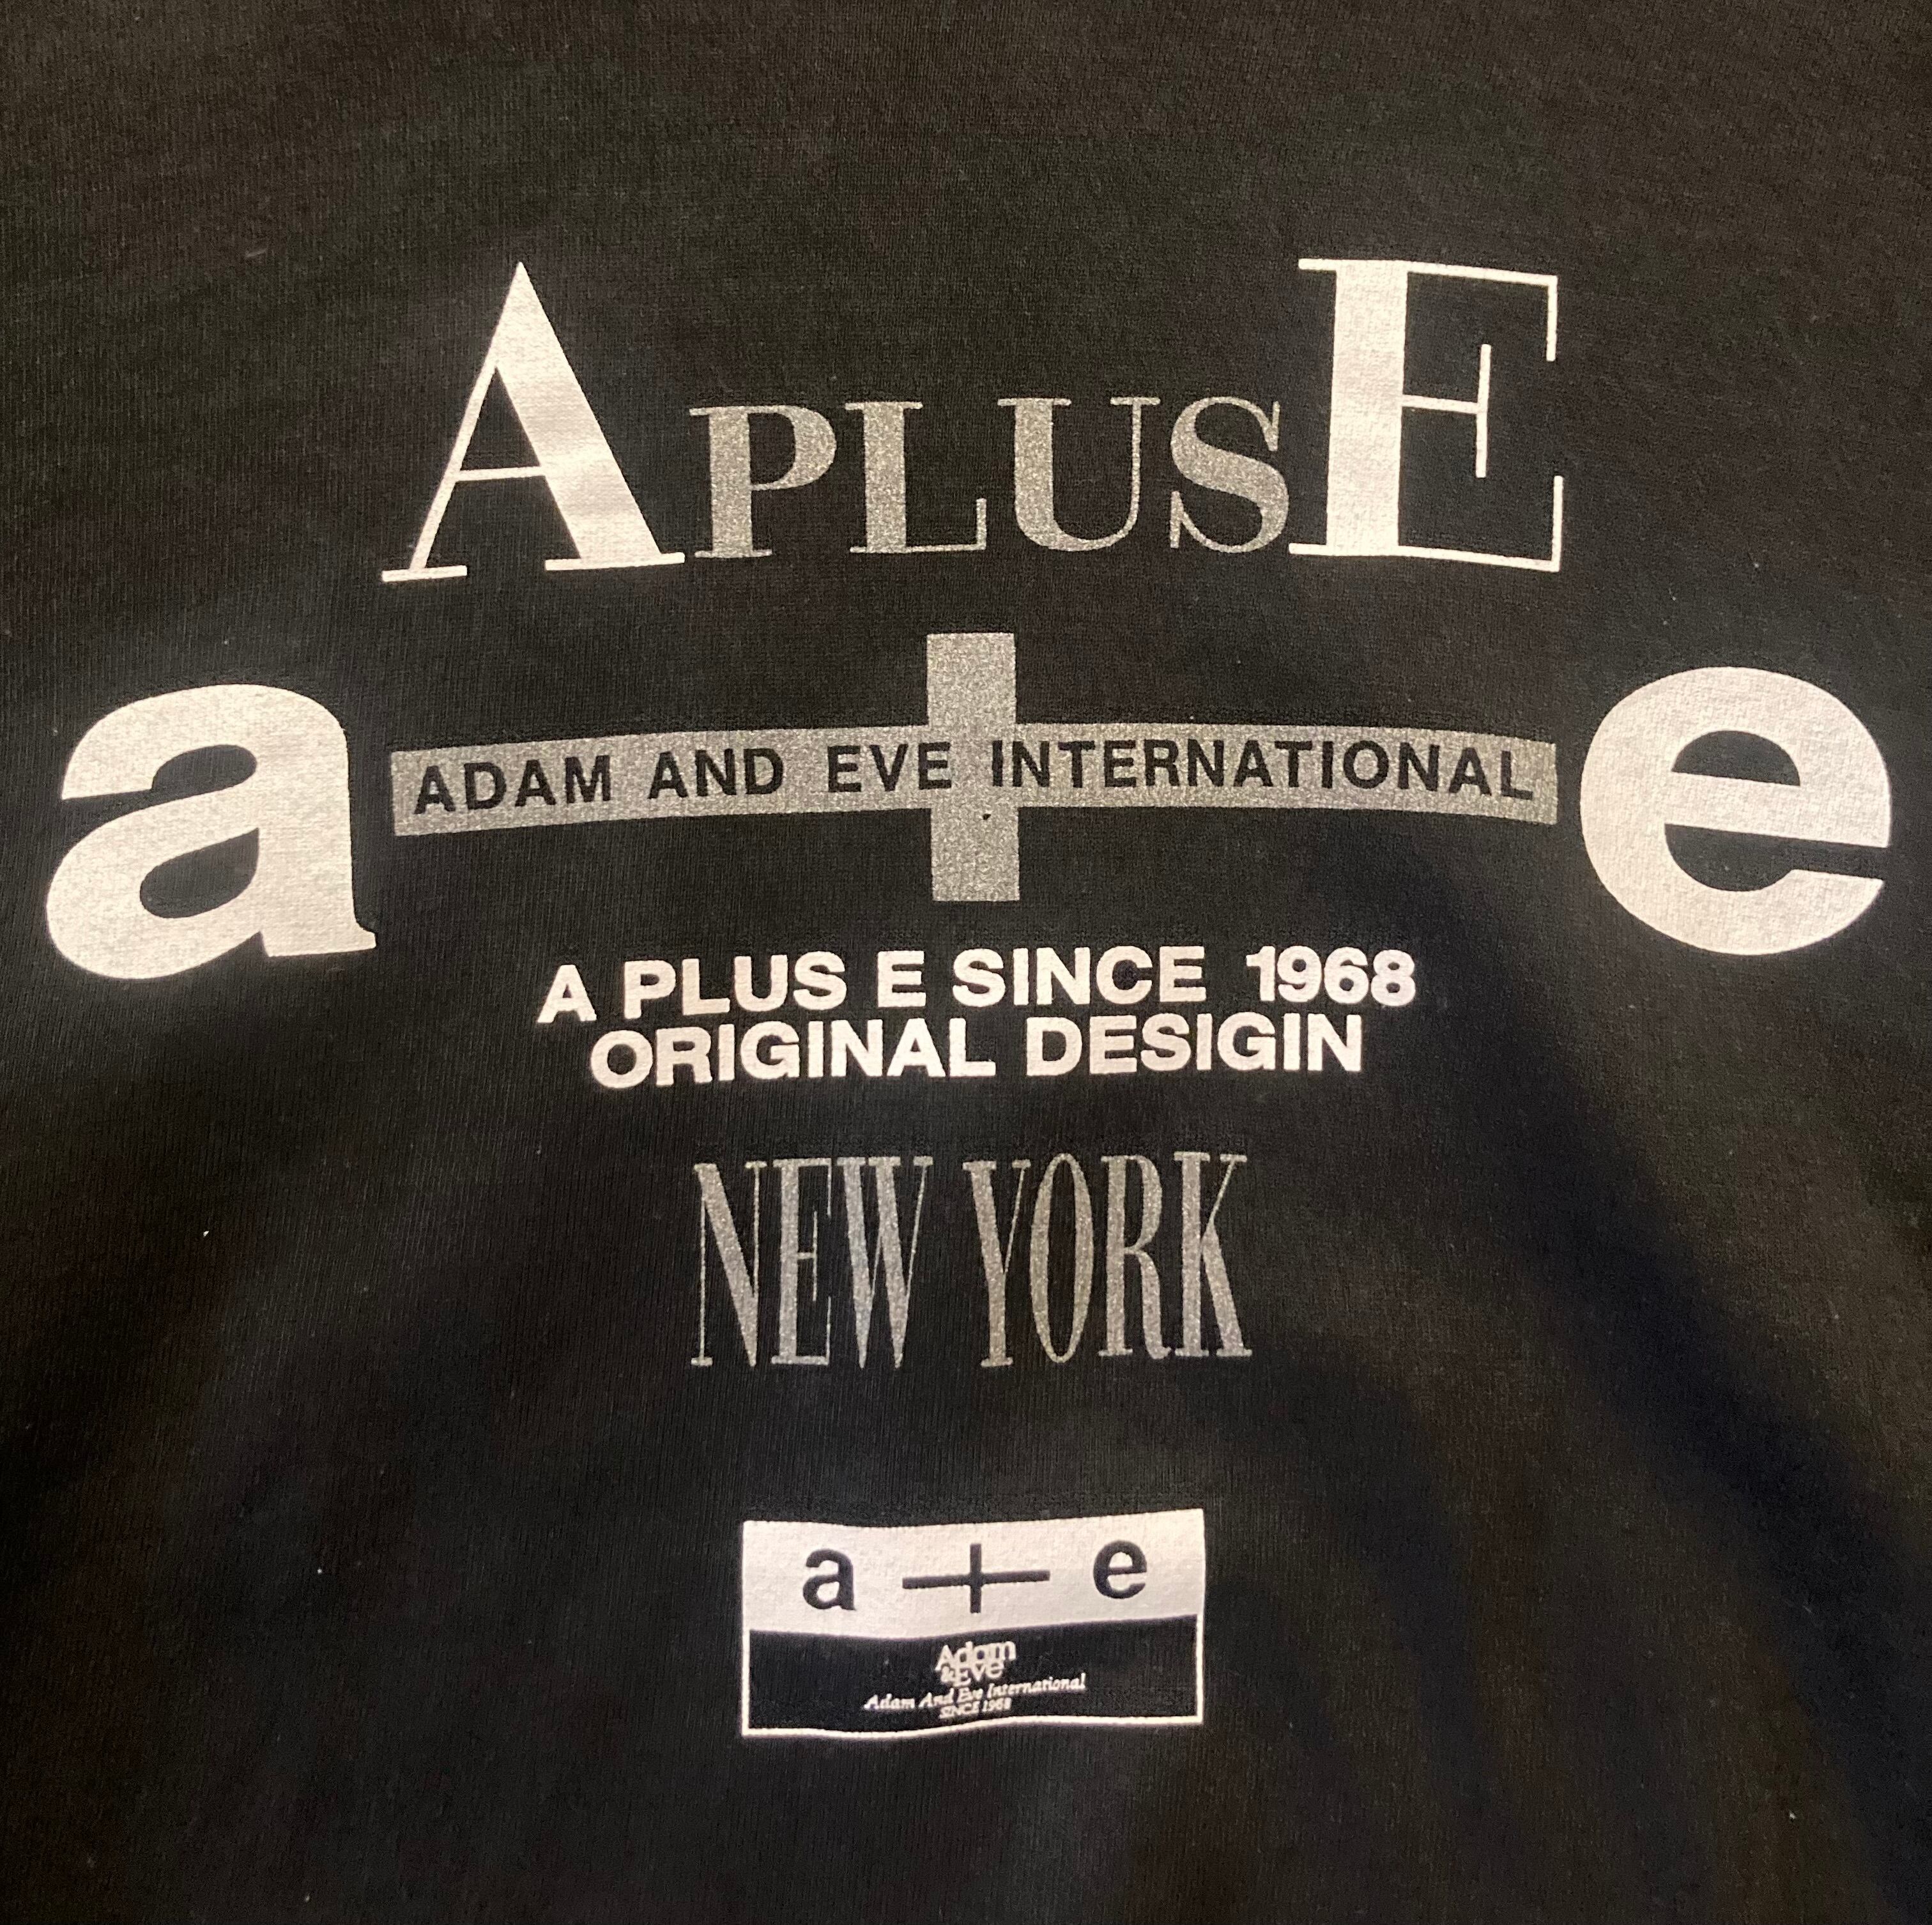 APLUSE
a + e
ADAM AND EVE INTERNATIONAL
A PLUS E SINCE 1968
ORIGINAL DESIGIN
NEW YORK
a + e
Adam
&Eve
Adam And Eve International
SINCE 1968